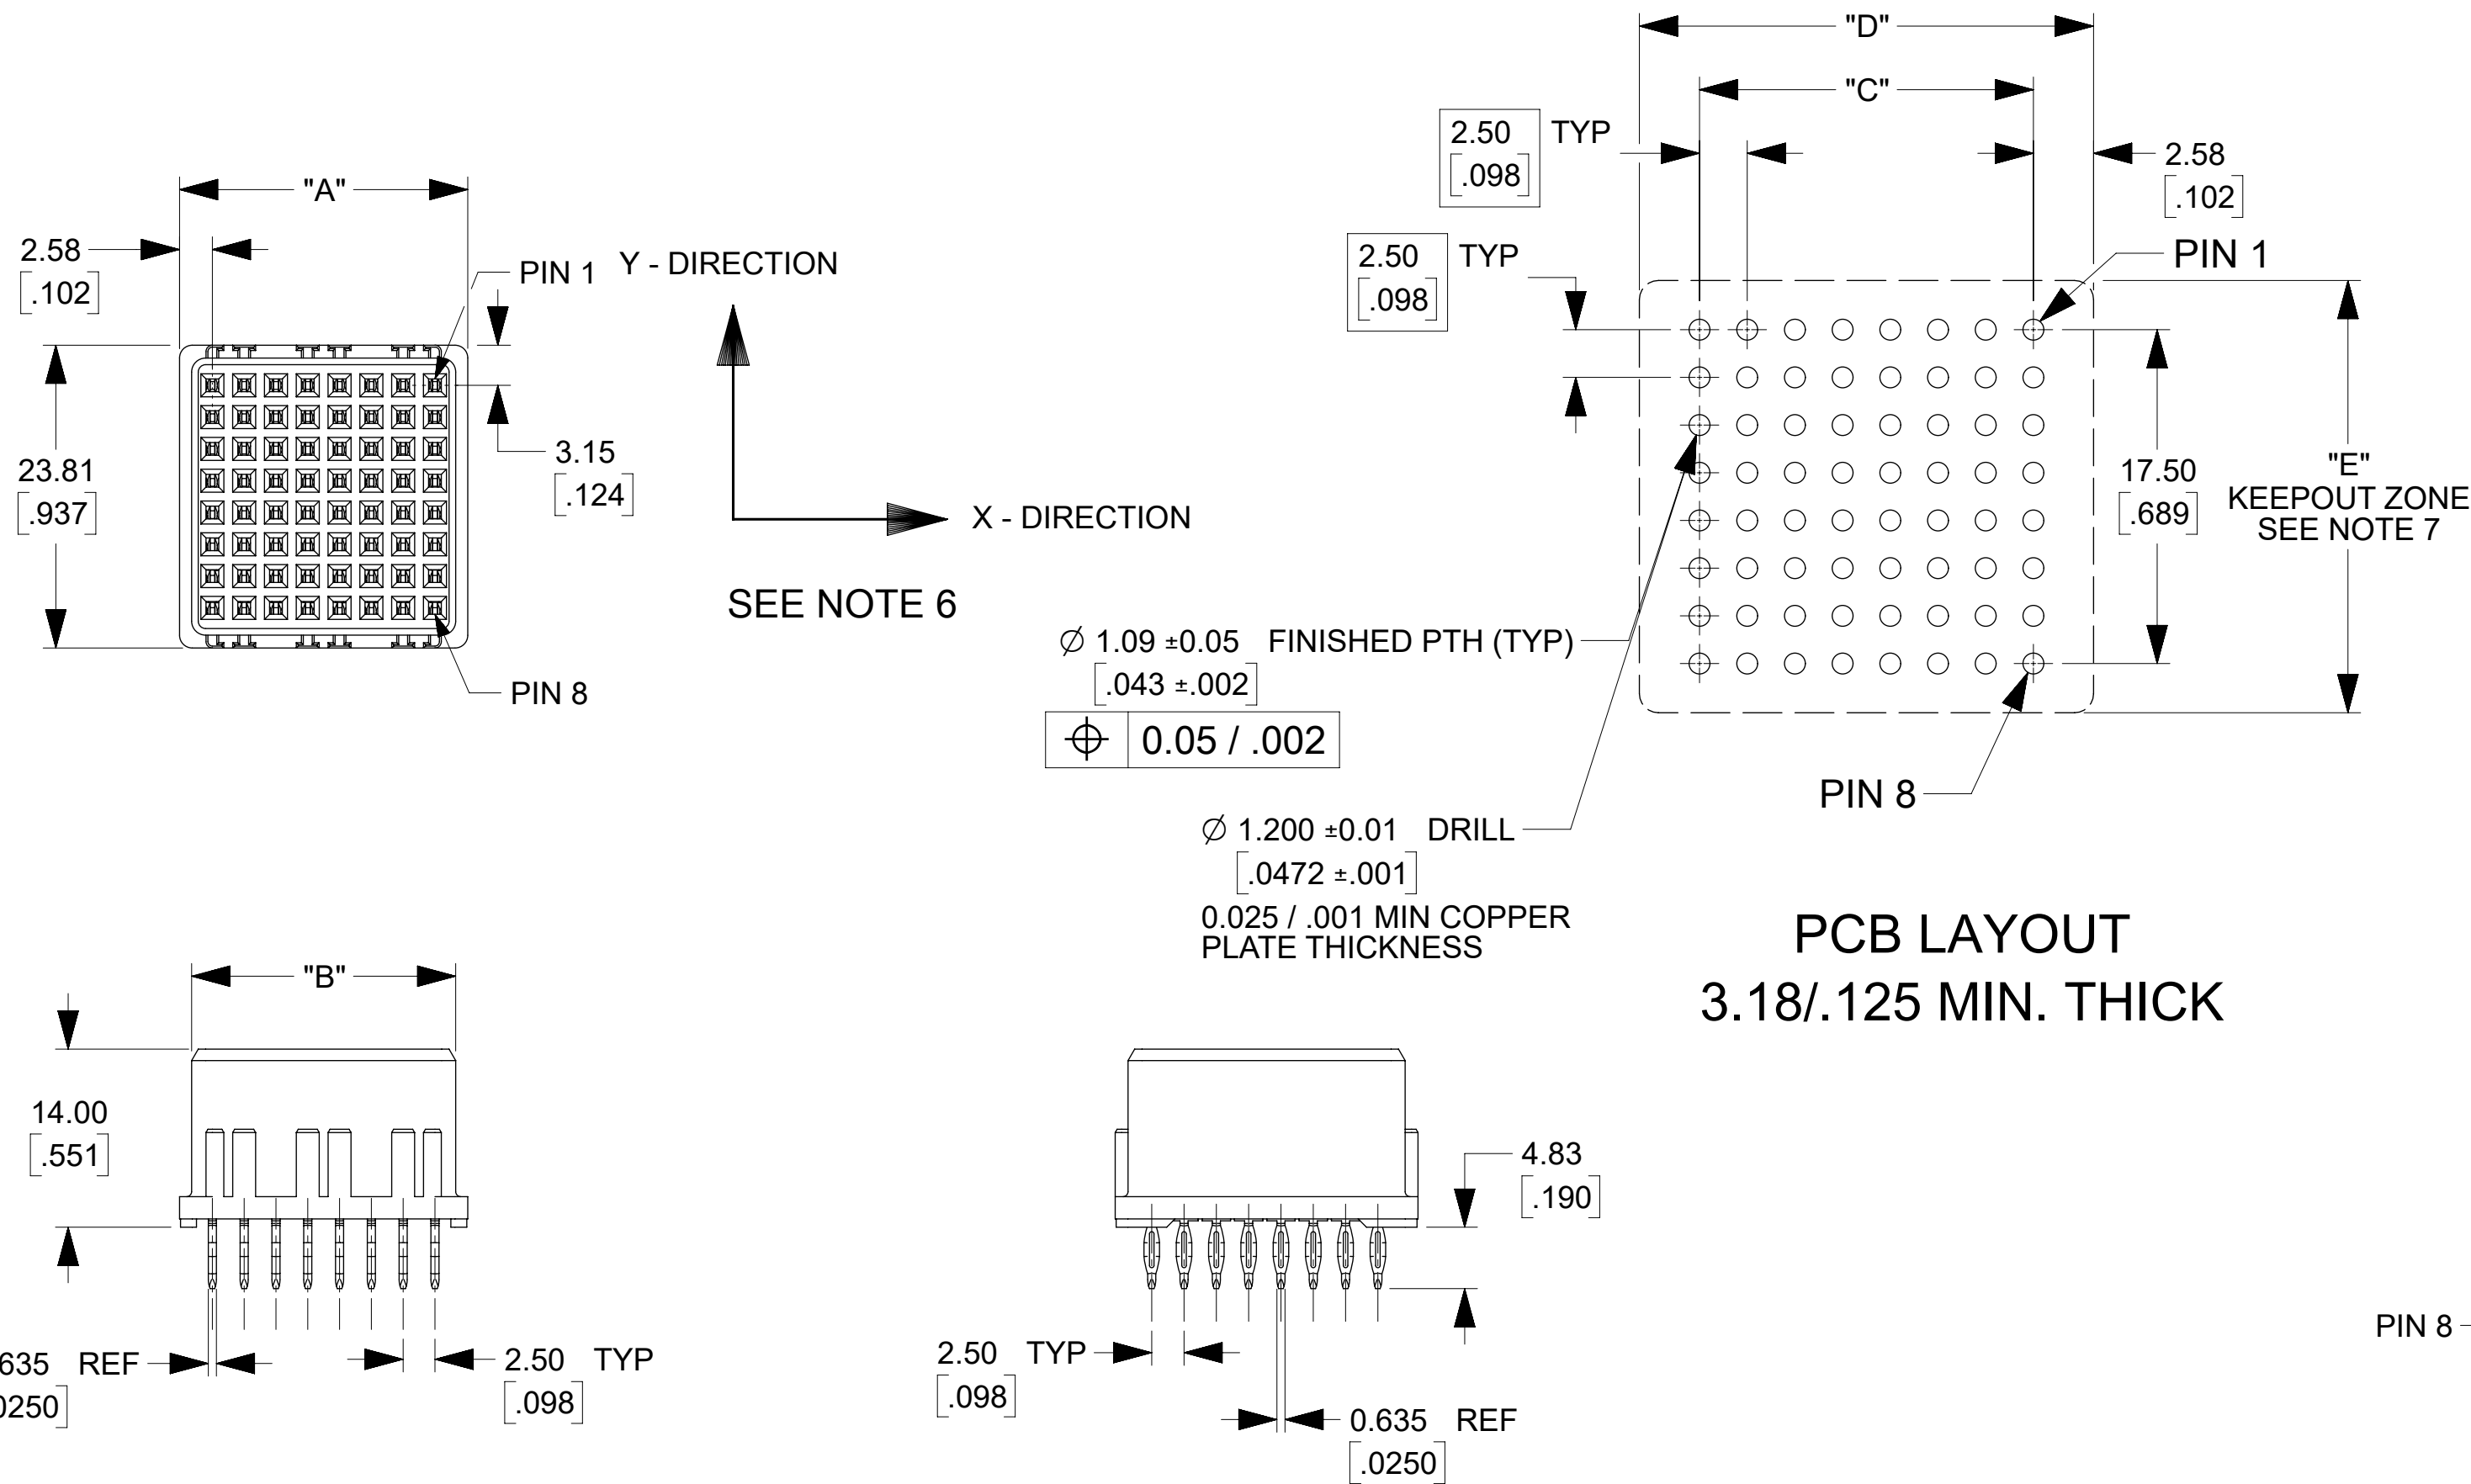 "D"
"C"
2.50 TYP
[.098]
2.58
[.102]
"A"
2.58
[.102]
PIN 1
Y - DIRECTION
2.50 TYP
[.098]
PIN 1
23.81
[.937]
3.15
[.124]
X - DIRECTION
17.50
[.689]
"E"
KEEPOUT ZONE
SEE NOTE 7
SEE NOTE 6
PIN 8
∅ 1.09 ±0.05 FINISHED PTH (TYP)
[.043 ±.002]
⌖ 0.05 / .002
PIN 8
∅ 1.200 ±0.01 DRILL
[.0472 ±.001]
0.025 / .001 MIN COPPER
PLATE THICKNESS
PCB LAYOUT
3.18/.125 MIN. THICK
"B"
14.00
[.551]
4.83
[.190]
635 REF
0250]
2.50 TYP
[.098]
2.50 TYP
[.098]
0.635 REF
[.0250]
PIN 8